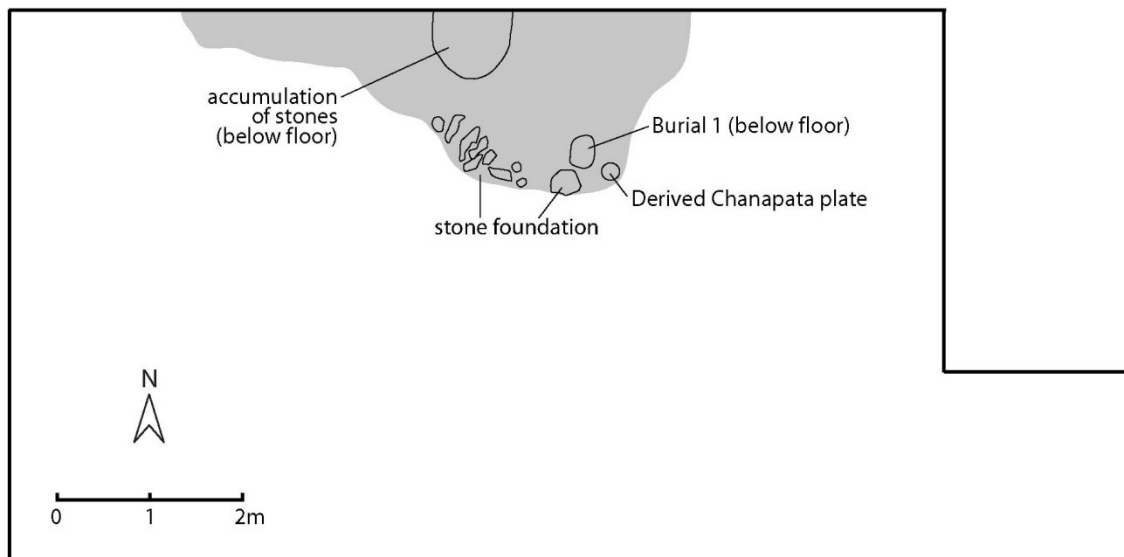 accumulation
of stones
(below floor)
Burial 1 (below floor)
Derived Chanapata plate
stone foundation
N
0 1 2m